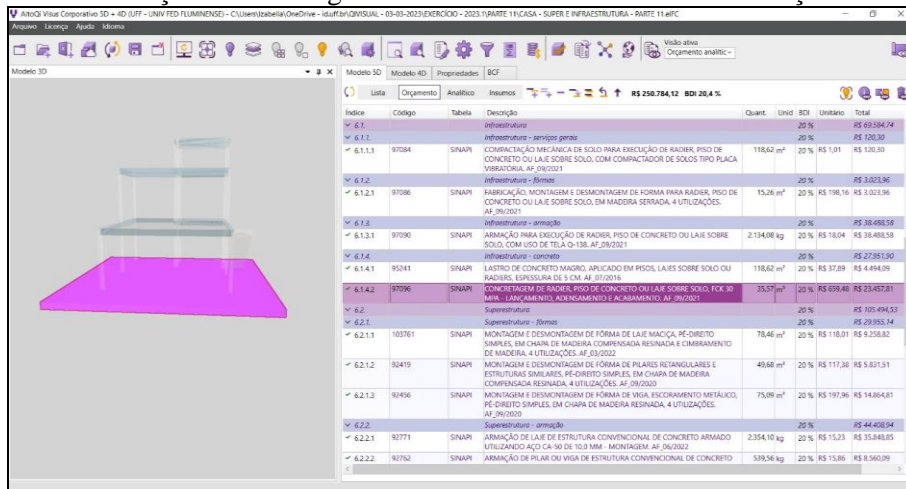 AltoQi Visus Corporativo 5D + 4D (UFF - UNIV FED FLUMINENSE) - C:\Users\Izabella\OneDrive - id.uff.br\QIVISUAL - 03-03-2023\EXERCÍCIO - 2023.1\PARTE 11\CASA - SUPER E INFRAESTRUTURA - PARTE 11.eIFC
Arquivo Licença Ajuda Idioma
Visão ativa
Orçamento analític
Modelo 3D
Modelo 5D Modelo 4D Propriedades BCF
Lista Orçamento Analítico Insumos R$ 250.784,12 BDI 20,4 %
Índice Código Tabela Descrição Quant. Unid BDI Unitário Total
6.1. Infraestrutura 20 % R$ 69.584,74
6.1.1. Infraestrutura - serviços gerais 20 % R$ 120,30
6.1.1.1 97084 SINAPI COMPACTAÇÃO MECÂNICA DE SOLO PARA EXECUÇÃO DE RADIER, PISO DE 118,62 m² 20 % R$ 1,01 R$ 120,30
CONCRETO OU LAJE SOBRE SOLO, COM COMPACTADOR DE SOLOS TIPO PLACA
VIBRATÓRIA. AF_09/2021
6.1.2. Infraestrutura - fôrmas 20 % R$ 3.023,96
6.1.2.1 97086 SINAPI FABRICAÇÃO, MONTAGEM E DESMONTAGEM DE FORMA PARA RADIER, PISO DE 15,26 m² 20 % R$ 198,16 R$ 3.023,96
CONCRETO OU LAJE SOBRE SOLO, EM MADEIRA SERRADA, 4 UTILIZAÇÕES.
AF_09/2021
6.1.3. Infraestrutura - armação 20 % R$ 38.488,58
6.1.3.1 97090 SINAPI ARMAÇÃO PARA EXECUÇÃO DE RADIER, PISO DE CONCRETO OU LAJE SOBRE 2.134,08 kg 20 % R$ 18,04 R$ 38.488,58
SOLO, COM USO DE TELA Q-138. AF_09/2021
6.1.4. Infraestrutura - concreto 20 % R$ 27.951,90
6.1.4.1 95241 SINAPI LASTRO DE CONCRETO MAGRO, APLICADO EM PISOS, LAJES SOBRE SOLO OU 118,62 m² 20 % R$ 37,89 R$ 4.494,09
RADIERS, ESPESSURA DE 5 CM. AF_07/2016
6.1.4.2 97096 SINAPI CONCRETAGEM DE RADIER, PISO DE CONCRETO OU LAJE SOBRE SOLO, FCK 30 35,57 m³ 20 % R$ 659,48 R$ 23.457,81
MPA - LANÇAMENTO, ADENSAMENTO E ACABAMENTO. AF_09/2021
6.2. Superestrutura 20 % R$ 105.494,53
6.2.1. Superestrutura - fôrmas 20 % R$ 29.955,14
6.2.1.1 103761 SINAPI MONTAGEM E DESMONTAGEM DE FÔRMA DE LAJE MACIÇA, PÉ-DIREITO 78,46 m² 20 % R$ 118,01 R$ 9.258,82
SIMPLES, EM CHAPA DE MADEIRA COMPENSADA RESINADA E CIMBRAMENTO
DE MADEIRA, 4 UTILIZAÇÕES. AF_03/2022
6.2.1.2 92419 SINAPI MONTAGEM E DESMONTAGEM DE FÔRMA DE PILARES RETANGULARES E 49,68 m² 20 % R$ 117,38 R$ 5.831,51
ESTRUTURAS SIMILARES, PÉ-DIREITO SIMPLES, EM CHAPA DE MADEIRA
COMPENSADA RESINADA, 4 UTILIZAÇÕES. AF_09/2020
6.2.1.3 92456 SINAPI MONTAGEM E DESMONTAGEM DE FÔRMA DE VIGA, ESCORAMENTO METÁLICO, 75,09 m² 20 % R$ 197,96 R$ 14.864,81
PÉ-DIREITO SIMPLES, EM CHAPA DE MADEIRA RESINADA, 4 UTILIZAÇÕES.
AF_09/2020
6.2.2. Superestrutura - armação 20 % R$ 44.408,94
6.2.2.1 92771 SINAPI ARMAÇÃO DE LAJE DE ESTRUTURA CONVENCIONAL DE CONCRETO ARMADO 2.354,10 kg 20 % R$ 15,23 R$ 35.848,85
UTILIZANDO AÇO CA-50 DE 10,0 MM - MONTAGEM. AF_06/2022
6.2.2.2 92762 SINAPI ARMAÇÃO DE PILAR OU VIGA DE ESTRUTURA CONVENCIONAL DE CONCRETO 539,56 kg 20 % R$ 15,86 R$ 8.560,09